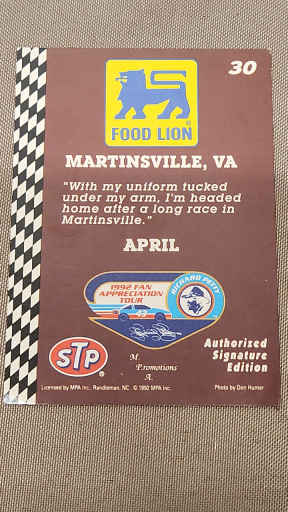 30
FOOD LION
MARTINSVILLE, VA
"With my uniform tucked
under my arm, I'm headed
home after a long race in
Martinsville."
APRIL
1992 FAN
APPRECIATION
TOUR
RICHARD PETTY
STP
M
P.romotions
A.
Authorized
Signature
Edition
Licensed by MPA Inc. Randleman, NC © 1992 MPA Inc.
Photo by Don Hunter